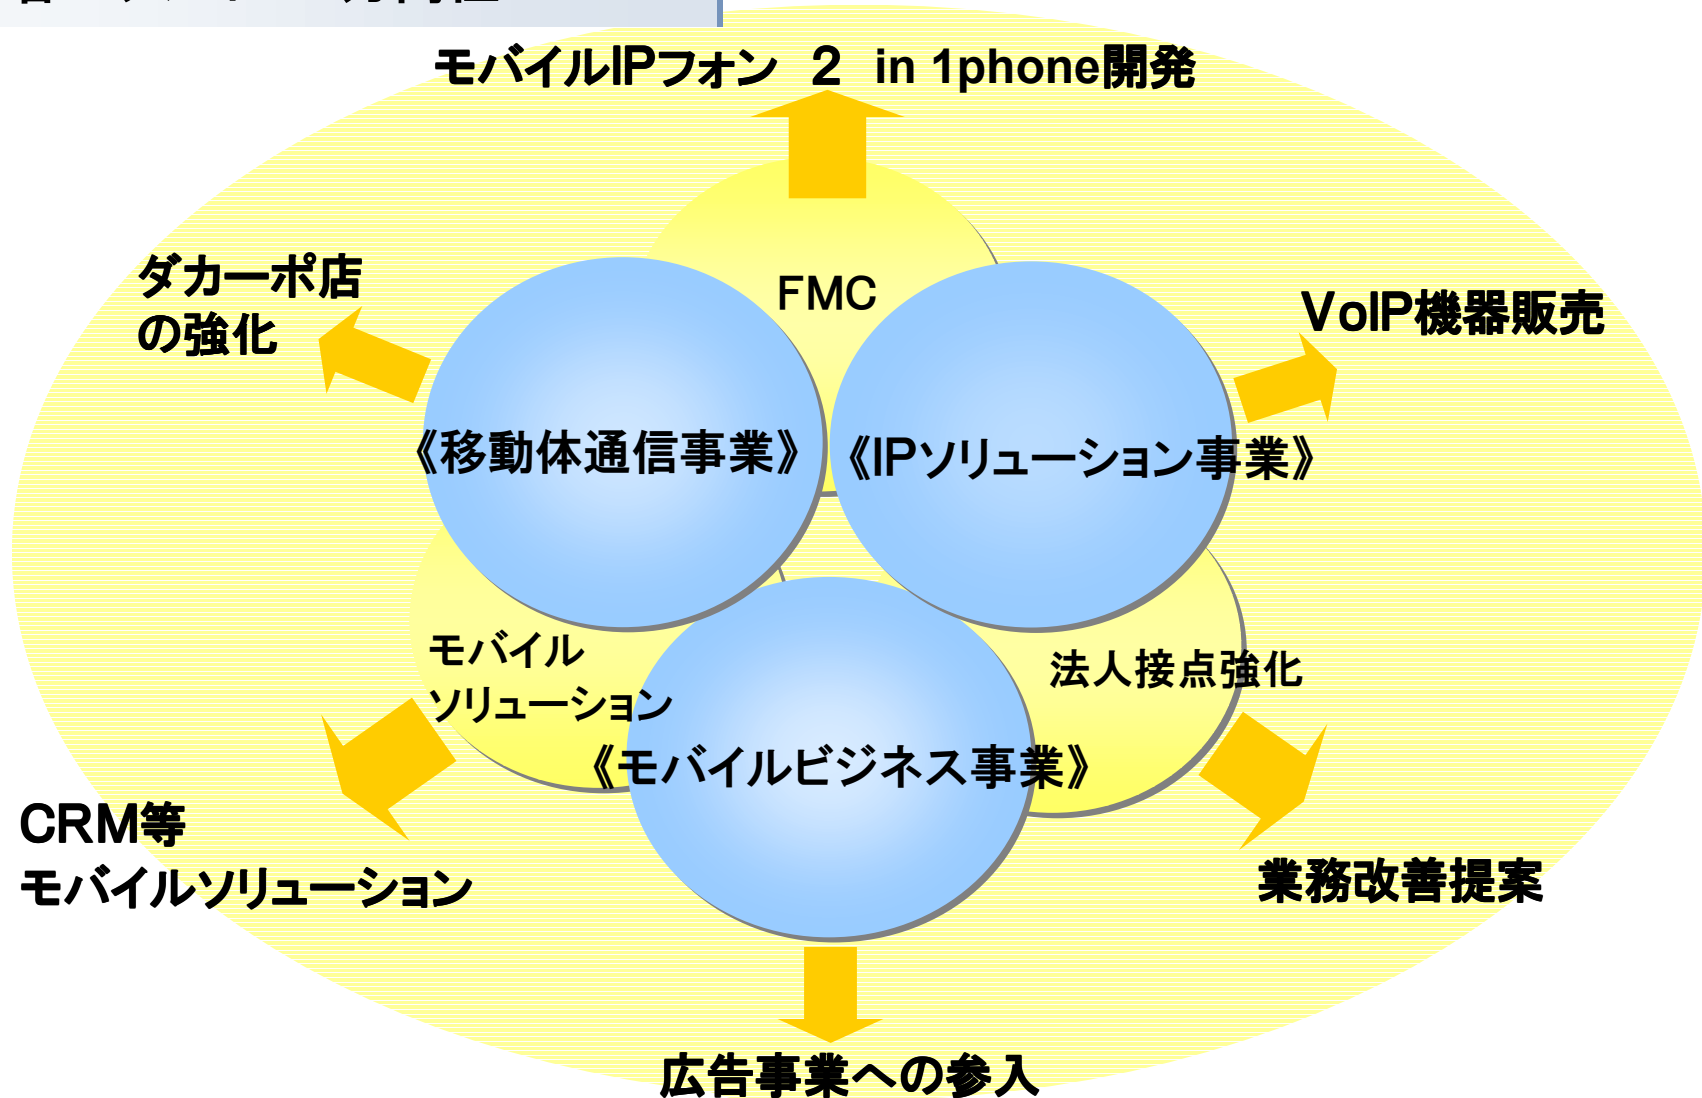 モバイルIPフォン　２　in 1phone開発
ダカーポ店
の強化
FMC
VoIP機器販売
《移動体通信事業》
《IPソリューション事業》
モバイル
ソリューション
法人接点強化
《モバイルビジネス事業》
CRM等
モバイルソリューション
業務改善提案
広告事業への参入